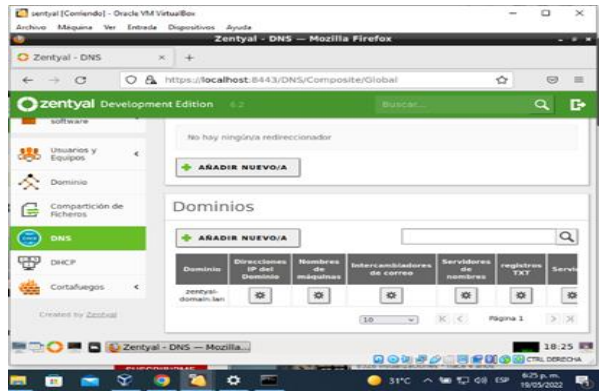 sentyal [Corriendo] - Oracle VM VirtualBox
Archivo Máquina Ver Entrada Dispositivos Ayuda
Zentyal - DNS — Mozilla Firefox
Zentyal - DNS
https://localhost:8443/DNS/Composite/Global
zentyal Development Edition 6.2
Buscar...
software
Usuarios y Equipos
Dominio
Compartición de Ficheros
DNS
DHCP
Cortafuegos
Created by Zentyal
No hay ningún/a redireccionador
AÑADIR NUEVO/A
Dominios
AÑADIR NUEVO/A
Dominio
Direcciones IP del Dominio
Nombres de máquinas
Intercambiadores de correo
Servidores de nombres
registros TXT
Servi
zentyal-domain.lan
10
Página 1
Zentyal - DNS — Mozilla...
18:25
CTRL DERECHA
31°C
ESP
6:25 p. m.
19/05/2022